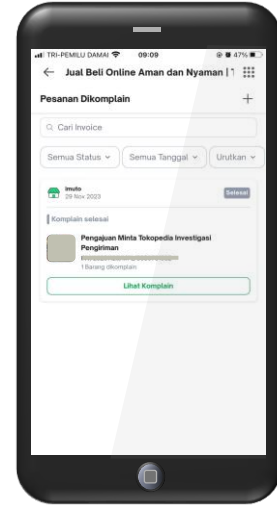 TRI-PEMILU DAMAI 09:09 47%
Jual Beli Online Aman dan Nyaman |
Pesanan Dikomplain
Cari Invoice
Semua Status Semua Tanggal Urutkan
imuto Selesai
29 Nov 2023
Komplain selesai
Pengajuan Minta Tokopedia Investigasi
Pengiriman
1 Barang dikomplain
Lihat Komplain